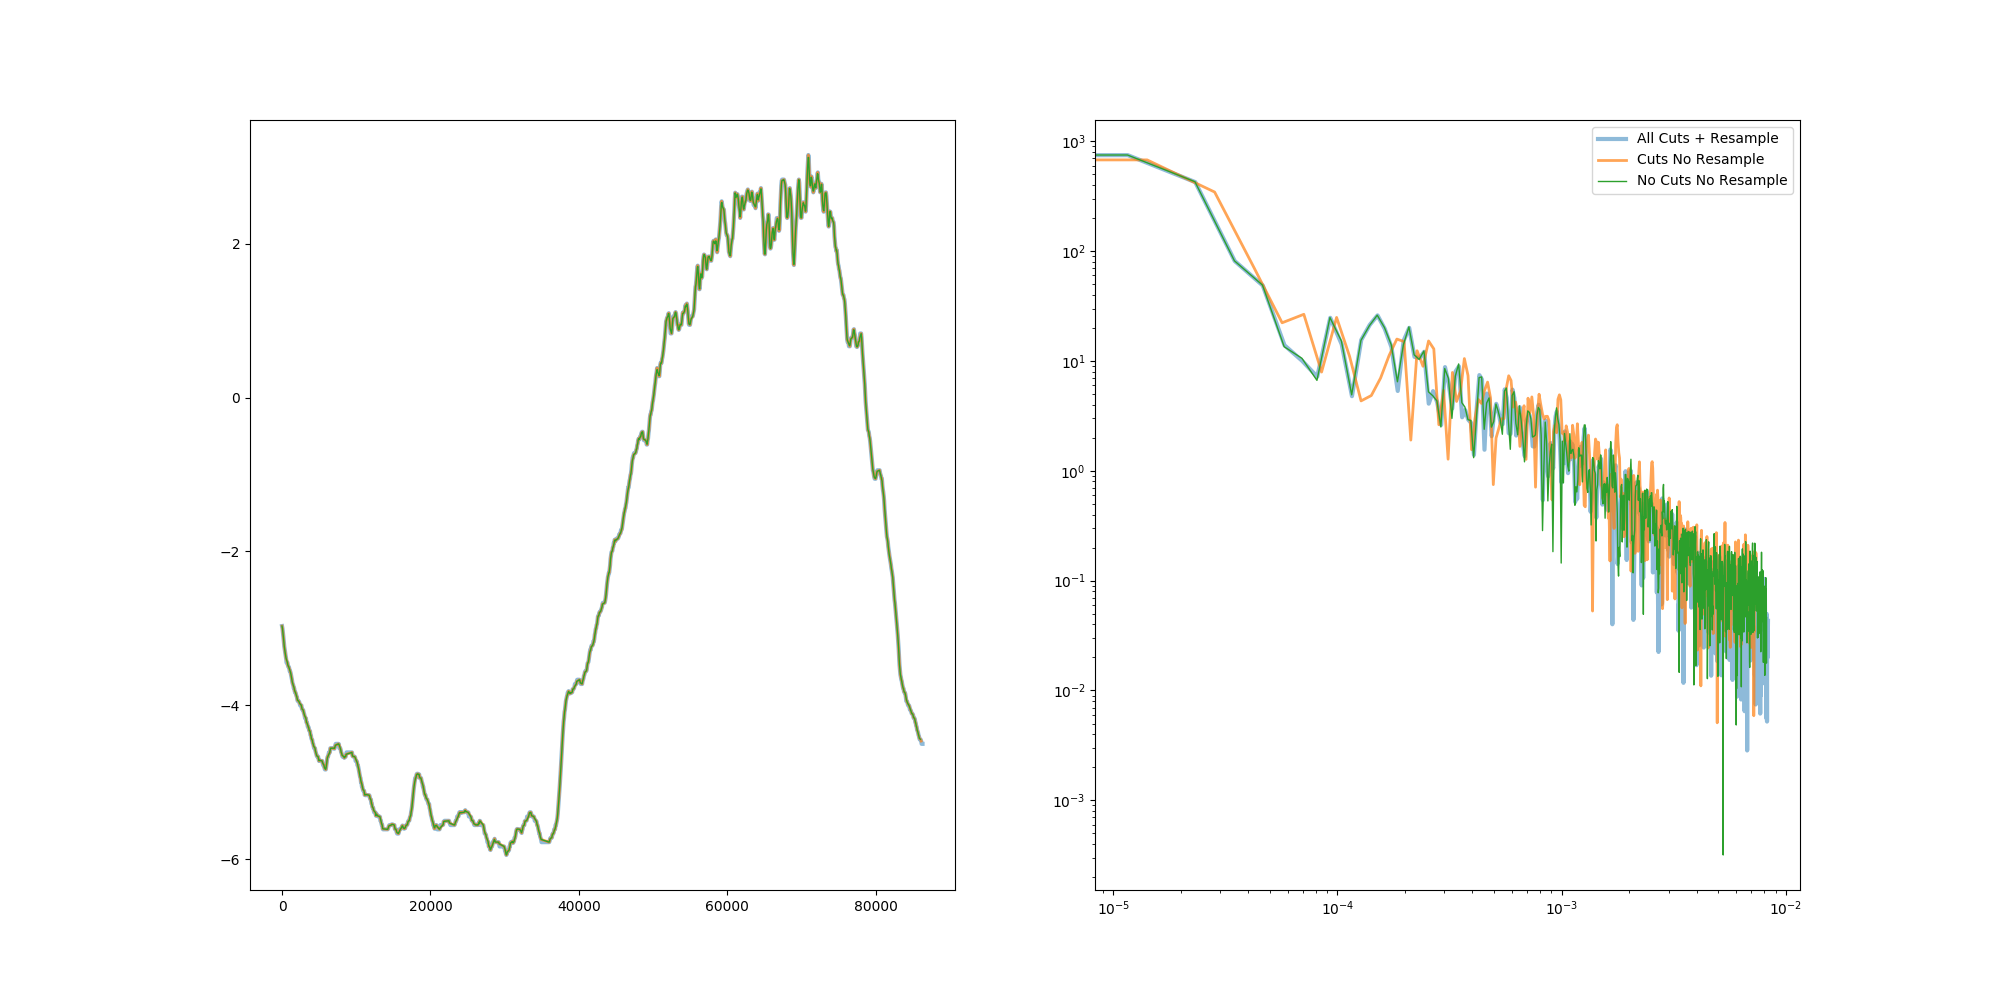 2
0
−2
−4
−6
0 20000 40000 60000 80000
10³
10²
10¹
10⁰
10⁻¹
10⁻²
10⁻³
10⁻⁵ 10⁻⁴ 10⁻³ 10⁻²
All Cuts + Resample
Cuts No Resample
No Cuts No Resample